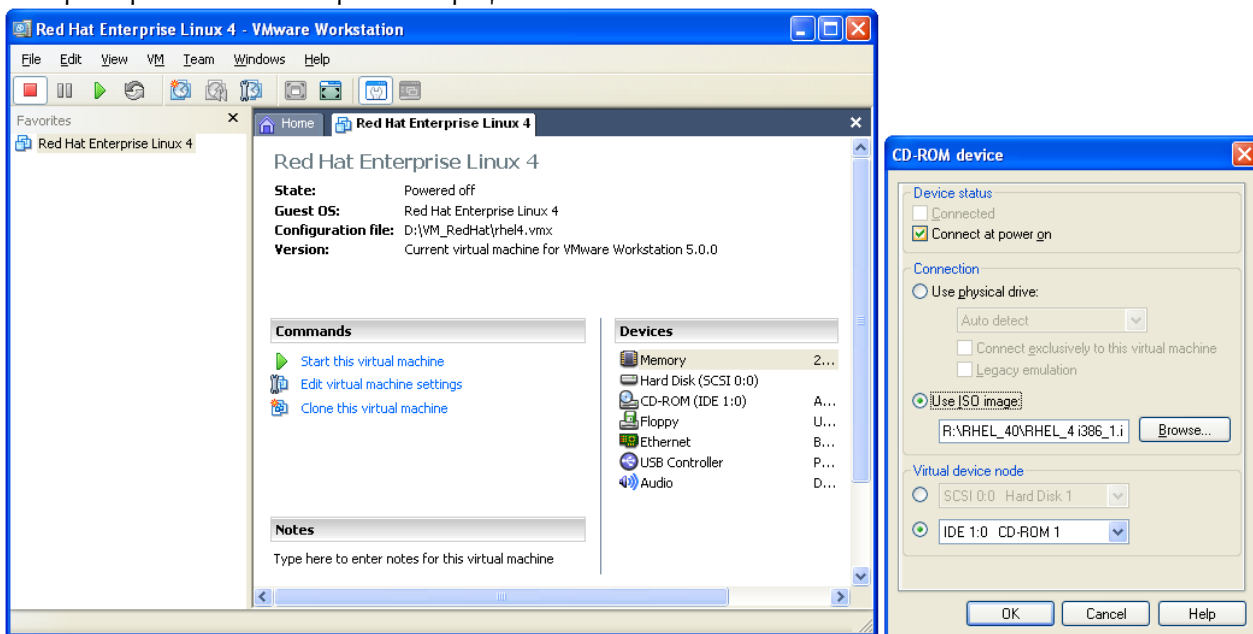 Red Hat Enterprise Linux 4 - VMware Workstation
File Edit View VM Team Windows Help
Favorites
Red Hat Enterprise Linux 4
Home Red Hat Enterprise Linux 4
Red Hat Enterprise Linux 4
State: Powered off
Guest OS: Red Hat Enterprise Linux 4
Configuration file: D:\VM_RedHat\rhel4.vmx
Version: Current virtual machine for VMware Workstation 5.0.0
Commands
Start this virtual machine
Edit virtual machine settings
Clone this virtual machine
Devices
Memory 2...
Hard Disk (SCSI 0:0)
CD-ROM (IDE 1:0) A...
Floppy U...
Ethernet B...
USB Controller P...
Audio D...
Notes
Type here to enter notes for this virtual machine
CD-ROM device
Device status
Connected
Connect at power on
Connection
Use physical drive:
Auto detect
Connect exclusively to this virtual machine
Legacy emulation
Use ISO image:
R:\RHEL_40\RHEL_4 i386_1.i Browse...
Virtual device node
SCSI 0:0 Hard Disk 1
IDE 1:0 CD-ROM 1
OK Cancel Help